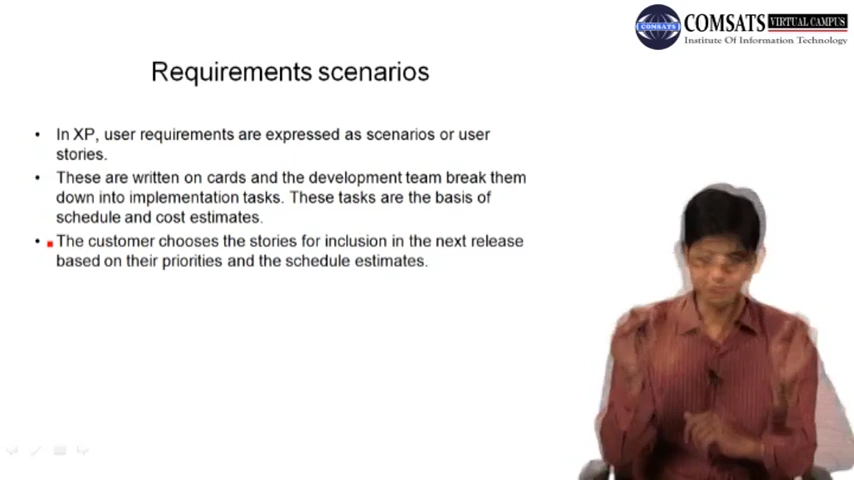 COMSATS VIRTUAL CAMPUS
COMSATS
Institute Of Information Technology
Requirements scenarios
• In XP, user requirements are expressed as scenarios or user
stories.
• These are written on cards and the development team break them
down into implementation tasks. These tasks are the basis of
schedule and cost estimates.
• The customer chooses the stories for inclusion in the next release
based on their priorities and the schedule estimates.